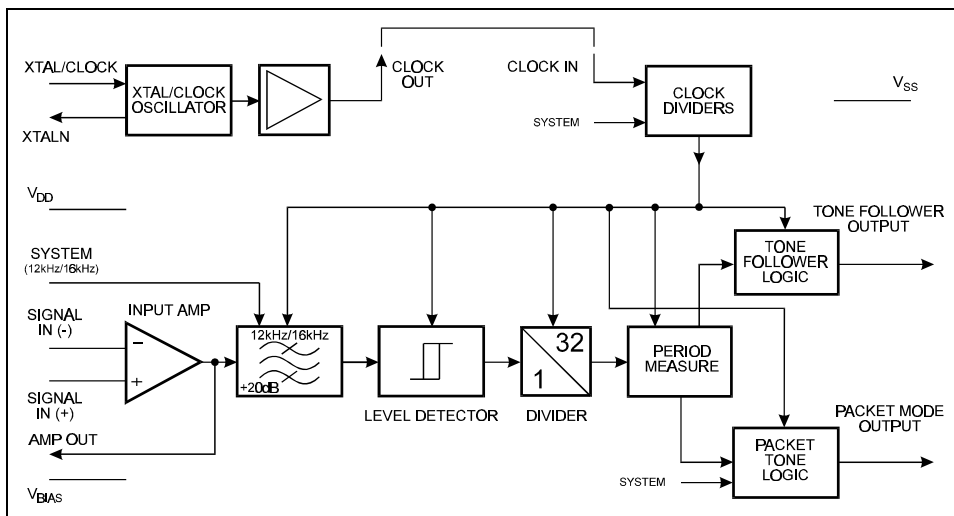 XTAL/CLOCK
XTALN
XTAL/CLOCK
OSCILLATOR
CLOCK
OUT
CLOCK IN
SYSTEM
CLOCK
DIVIDERS
VSS
VDD
SYSTEM
(12kHz/16kHz)
TONE FOLLOWER
OUTPUT
TONE
FOLLOWER
LOGIC
SIGNAL
IN (-)
INPUT AMP
−
+
SIGNAL
IN (+)
AMP OUT
VBIAS
12kHz/16kHz
+20dB
LEVEL DETECTOR
32
1
DIVIDER
PERIOD
MEASURE
PACKET MODE
OUTPUT
PACKET
TONE
LOGIC
SYSTEM